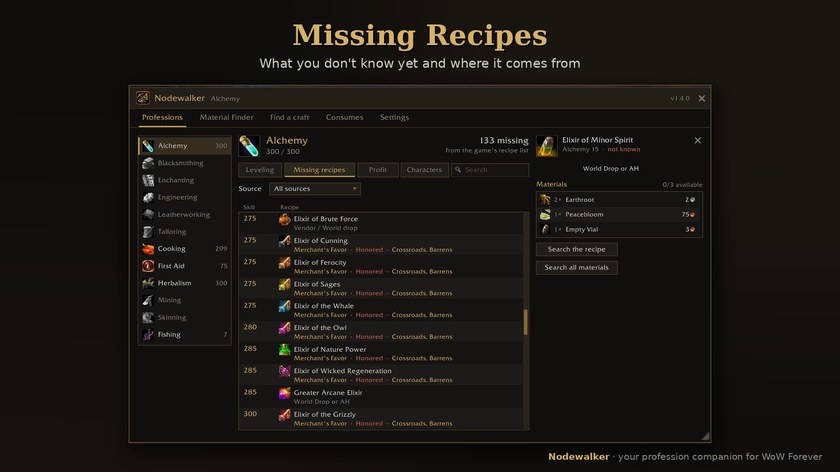 Missing Recipes
What you don't know yet and where it comes from
Nodewalker Alchemy v1.4.0
Professions Material Finder Find a craft Consumes Settings
Alchemy 300
Blacksmithing
Enchanting
Engineering
Leatherworking
Tailoring
Cooking 299
First Aid 75
Herbalism 300
Mining
Skinning
Fishing 7
Alchemy 133 missing
300 / 300 from the game's recipe list
Leveling Missing recipes Profit Characters Search
Source All sources
Skill Recipe
275 Elixir of Brute Force
Vendor / World drop
275 Elixir of Cunning
Merchant's Favor · Honored · Crossroads, Barrens
275 Elixir of Ferocity
Merchant's Favor · Honored · Crossroads, Barrens
275 Elixir of Sages
Merchant's Favor · Honored · Crossroads, Barrens
275 Elixir of the Whale
Merchant's Favor · Honored · Crossroads, Barrens
280 Elixir of the Owl
Merchant's Favor · Honored · Crossroads, Barrens
285 Elixir of Nature Power
Merchant's Favor · Honored · Crossroads, Barrens
285 Elixir of Wicked Regeneration
Merchant's Favor · Honored · Crossroads, Barrens
285 Greater Arcane Elixir
World Drop or AH
300 Elixir of the Grizzly
Merchant's Favor · Honored · Crossroads, Barrens
Elixir of Minor Spirit
Alchemy 15 · not known
World Drop or AH
Materials 0/3 available
2× Earthroot 2
1× Peacebloom 75
1× Empty Vial 3
Search the recipe
Search all materials
Nodewalker · your profession companion for WoW Forever